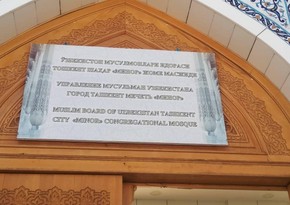 ЎЗБЕКИСТОН МУСУЛМОНЛАРИ ИДОРАСИ
ТОШКЕНТ ШАҲАР «МИНОР» ЖОМЕ МАСЖИДИ
УПРАВЛЕНИЕ МУСУЛЬМАН УЗБЕКИСТАНА
ГОРОД ТАШКЕНТ МЕЧЕТЬ «МИНОР»
MUSLIM BOARD OF UZBEKISTAN TASHKENT
CITY «MINOR» CONGREGATIONAL MOSQUE